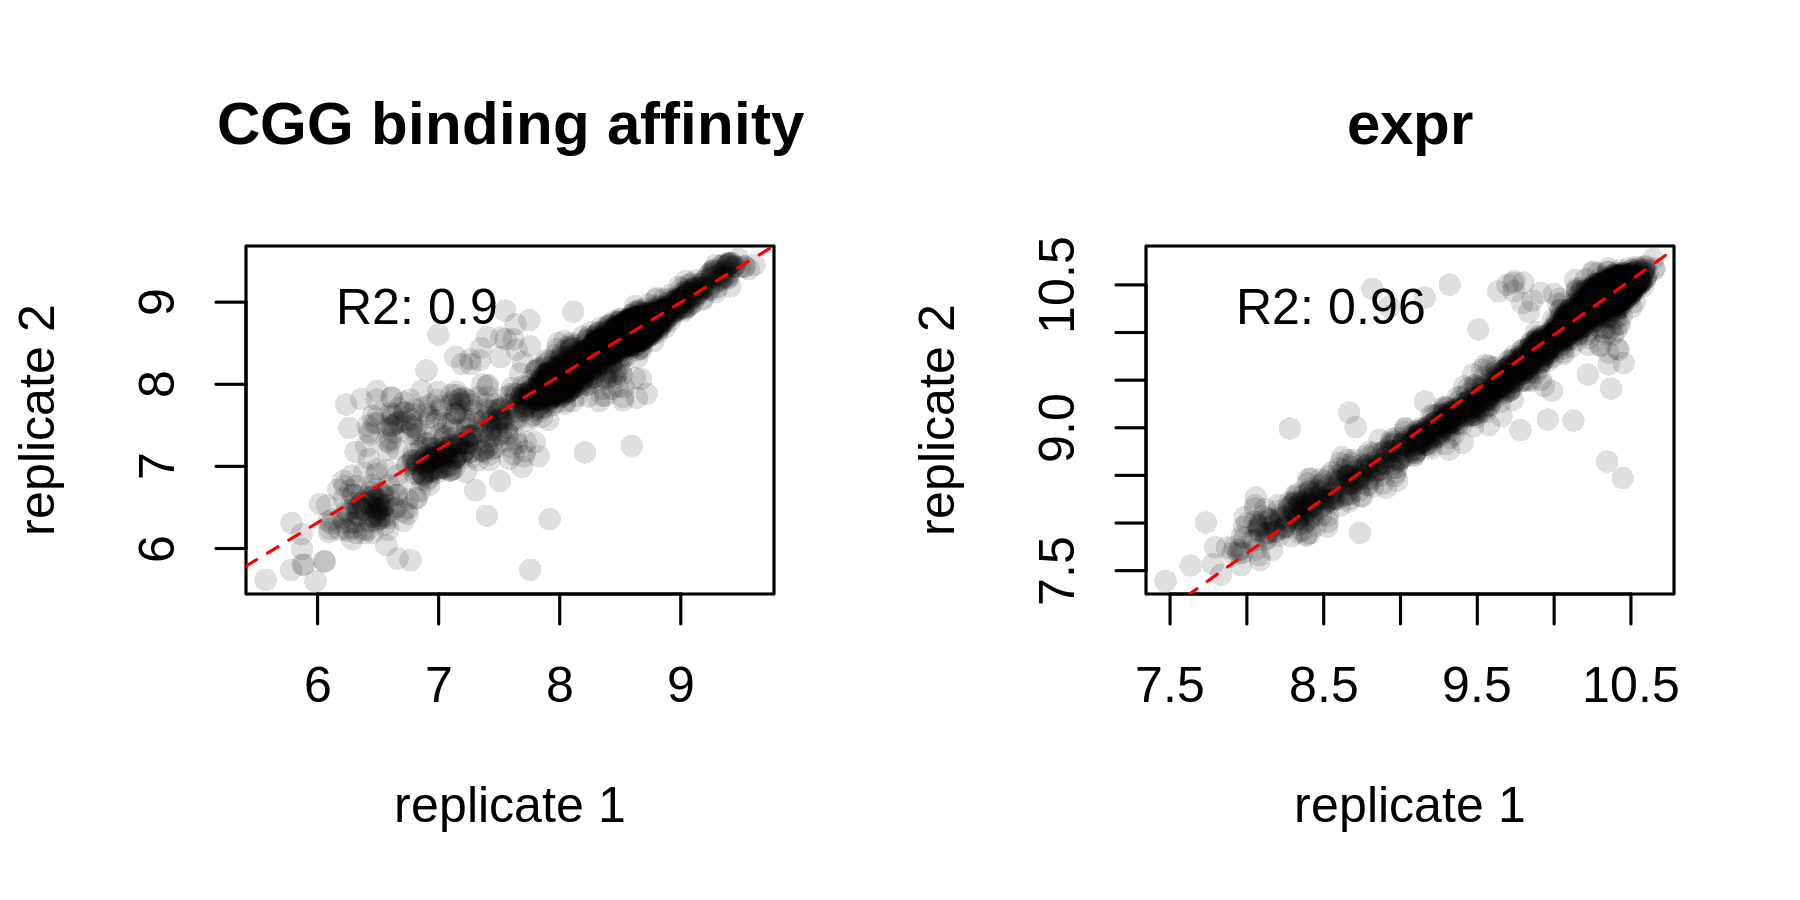 CGG binding affinity
R2: 0.9
replicate 2
9
8
7
6
6 7 8 9
replicate 1
expr
R2: 0.96
replicate 2
10.5
9.0
7.5
7.5 8.5 9.5 10.5
replicate 1